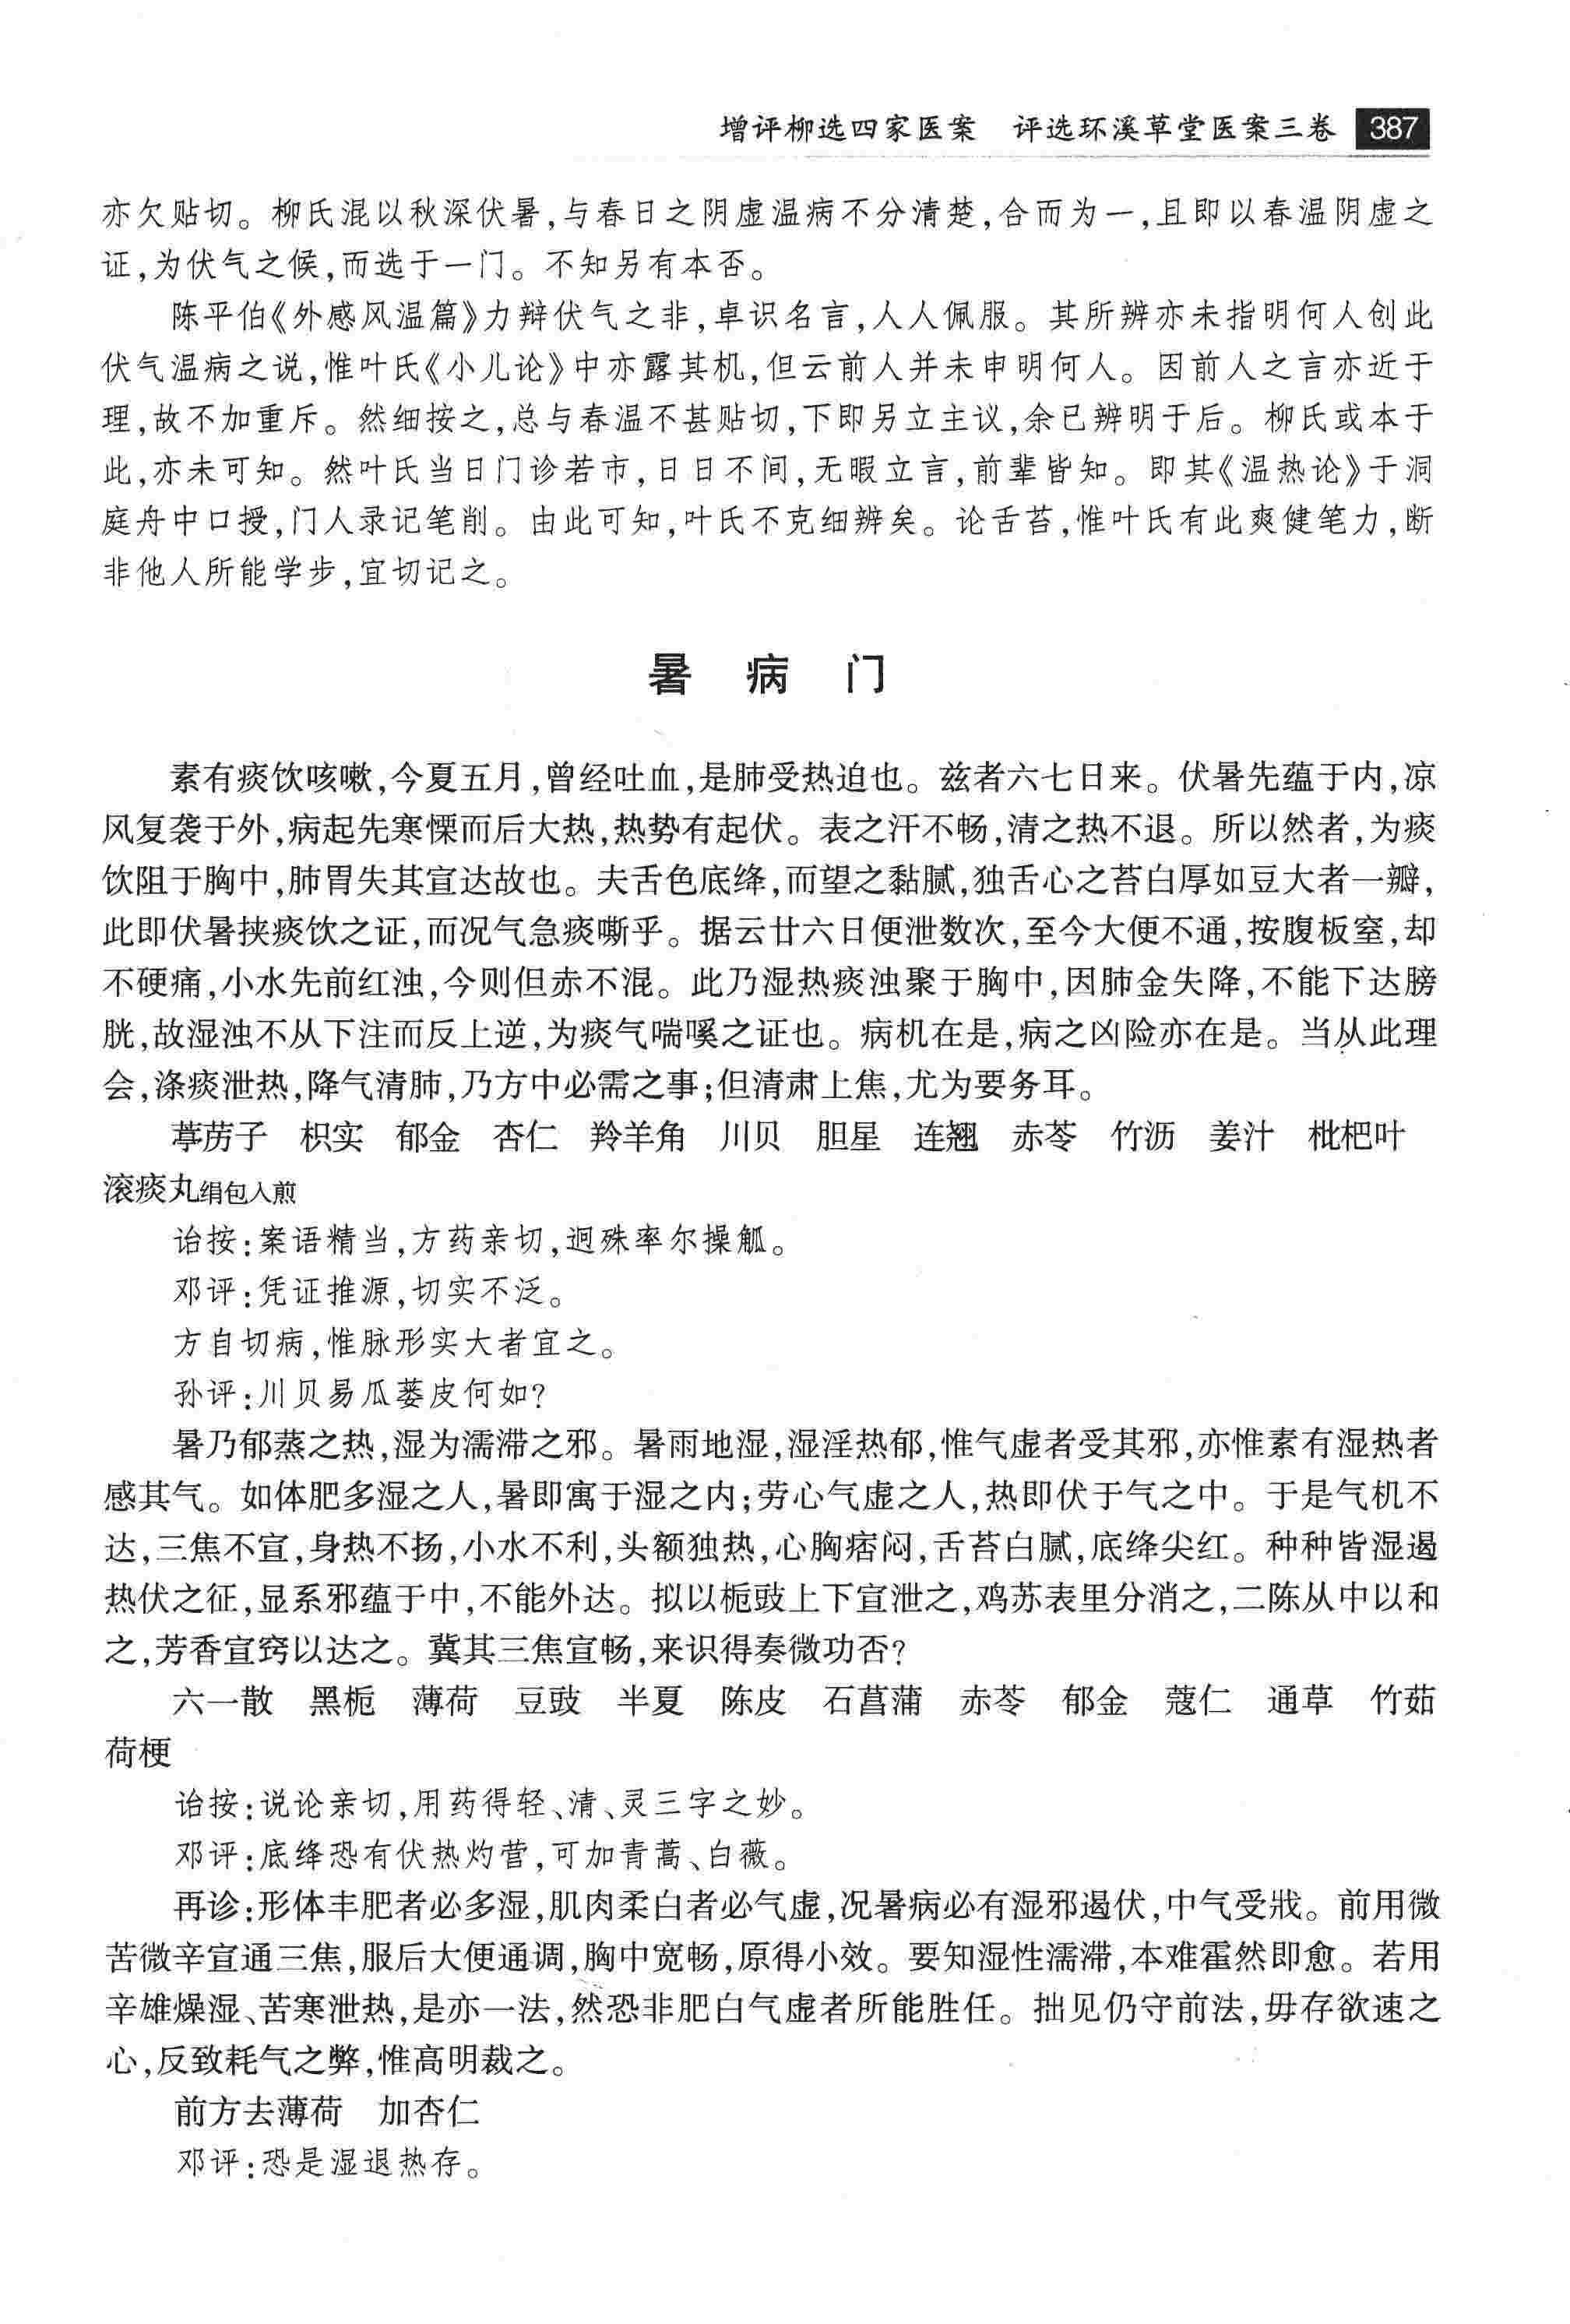 增评柳选四家医案　评选环溪草堂医案三卷　387
亦欠贴切。柳氏混以秋深伏暑,与春日之阴虚温病不分清楚,合而为一,且即以春温阴虚之
证,为伏气之候,而选于一门。不知另有本否。
陈平伯《外感风温篇》力辩伏气之非,卓识名言,人人佩服。其所辨亦未指明何人创此
伏气温病之说,惟叶氏《小儿论》中亦露其机,但云前人并未申明何人。因前人之言亦近于
理,故不加重斥。然细按之,总与春温不甚贴切,下即另立主议,余已辨明于后。柳氏或本于
此,亦未可知。然叶氏当日门诊若市,日日不间,无暇立言,前辈皆知。即其《温热论》于洞
庭舟中口授,门人录记笔削。由此可知,叶氏不克细辨矣。论舌苔,惟叶氏有此爽健笔力,断
非他人所能学步,宜切记之。
暑　病　门
素有痰饮咳嗽,今夏五月,曾经吐血,是肺受热迫也。兹者六七日来。伏暑先蕴于内,凉
风复袭于外,病起先寒慄而后大热,热势有起伏。表之汗不畅,清之热不退。所以然者,为痰
饮阻于胸中,肺胃失其宣达故也。夫舌色底绛,而望之黏腻,独舌心之苔白厚如豆大者一瓣,
此即伏暑挟痰饮之证,而况气急痰嘶乎。据云廿六日便泄数次,至今大便不通,按腹板窒,却
不硬痛,小水先前红浊,今则但赤不混。此乃湿热痰浊聚于胸中,因肺金失降,不能下达膀
胱,故湿浊不从下注而反上逆,为痰气喘嗘之证也。病机在是,病之凶险亦在是。当从此理
会,涤痰泄热,降气清肺,乃方中必需之事;但清肃上焦,尤为要务耳。
葶苈子　枳实　郁金　杏仁　羚羊角　川贝　胆星　连翘　赤苓　竹沥　姜汁　枇杷叶
滚痰丸绢包入煎
诒按:案语精当,方药亲切,迥殊率尔操觚。
邓评:凭证推源,切实不泛。
方自切病,惟脉形实大者宜之。
孙评:川贝易瓜蒌皮何如?
暑乃郁蒸之热,湿为濡滞之邪。暑雨地湿,湿淫热郁,惟气虚者受其邪,亦惟素有湿热者
感其气。如体肥多湿之人,暑即寓于湿之内;劳心气虚之人,热即伏于气之中。于是气机不
达,三焦不宣,身热不扬,小水不利,头额独热,心胸痞闷,舌苔白腻,底绛尖红。种种皆湿遏
热伏之征,显系邪蕴于中,不能外达。拟以栀豉上下宣泄之,鸡苏表里分消之,二陈从中以和
之,芳香宣窍以达之。冀其三焦宣畅,来识得奏微功否?
六一散　黑栀　薄荷　豆豉　半夏　陈皮　石菖蒲　赤苓　郁金　蔻仁　通草　竹茹
荷梗
诒按:说论亲切,用药得轻、清、灵三字之妙。
邓评:底绛恐有伏热灼营,可加青蒿、白薇。
再诊:形体丰肥者必多湿,肌肉柔白者必气虚,况暑病必有湿邪遏伏,中气受戕。前用微
苦微辛宣通三焦,服后大便通调,胸中宽畅,原得小效。要知湿性濡滞,本难霍然即愈。若用
辛雄燥湿、苦寒泄热,是亦一法,然恐非肥白气虚者所能胜任。拙见仍守前法,毋存欲速之
心,反致耗气之弊,惟高明裁之。
前方去薄荷　加杏仁
邓评:恐是湿退热存。